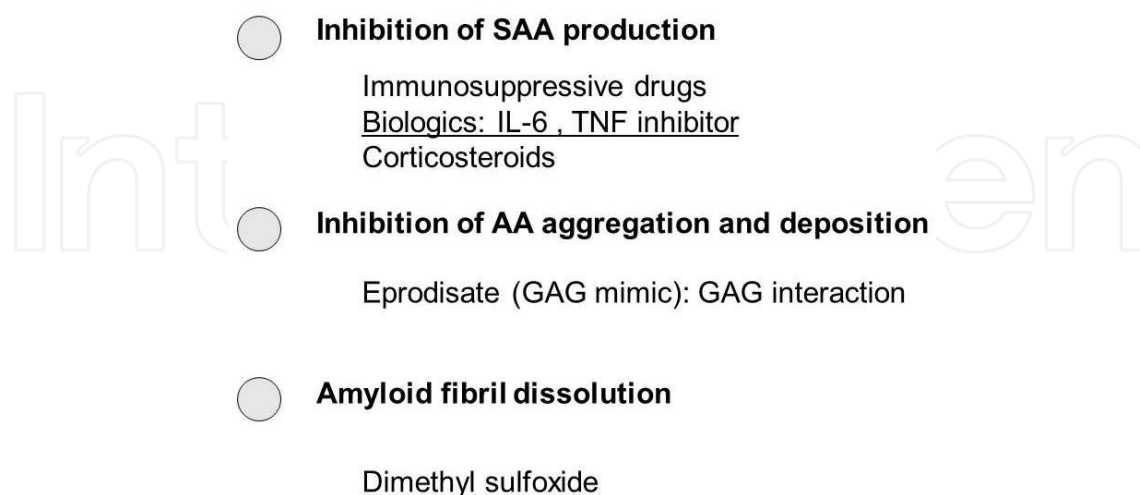 Inhibition of SAA production
Immunosuppressive drugs
Biologics: IL-6 , TNF inhibitor
Corticosteroids
Inhibition of AA aggregation and deposition
Eprodisate (GAG mimic): GAG interaction
Amyloid fibril dissolution
Dimethyl sulfoxide